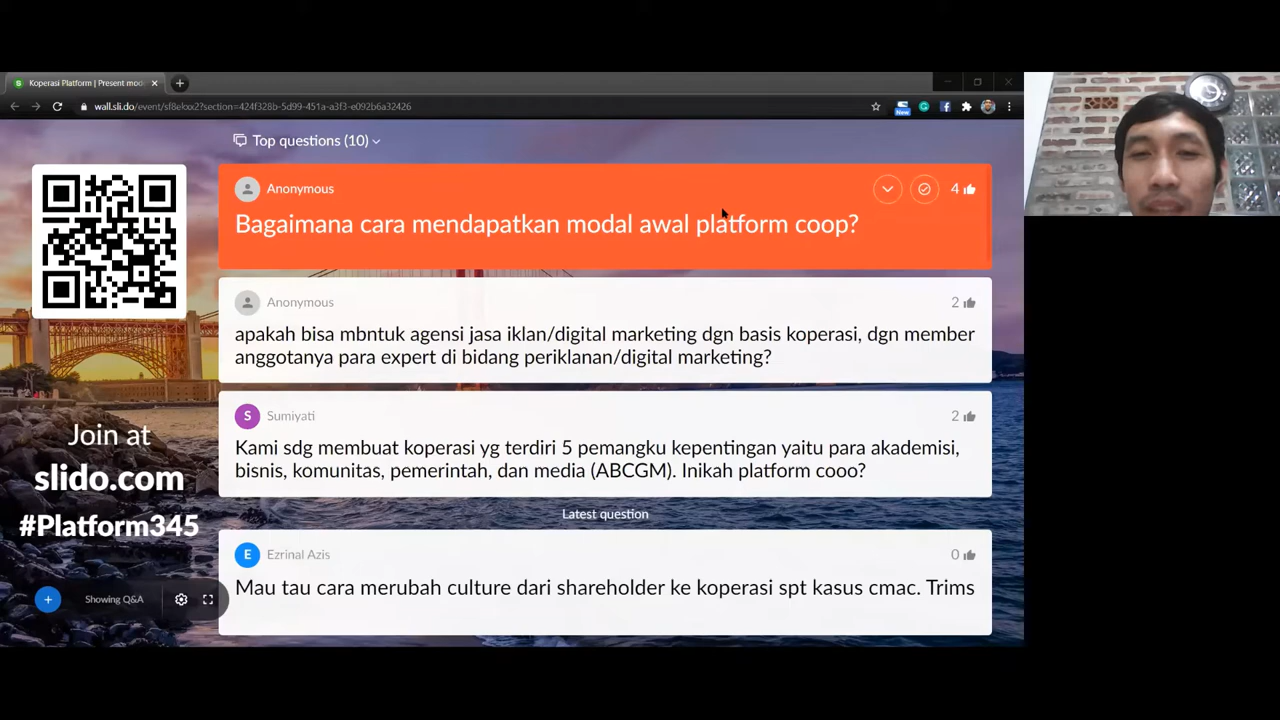 Koperasi Platform | Present mod
wall.sli.do/event/sf8elox2?section=424f328b-5d99-451a-a3f3-e092b6a32426
New
Top questions (10)
Anonymous
4
Bagaimana cara mendapatkan modal awal platform coop?
Anonymous
2
apakah bisa mbntuk agensi jasa iklan/digital marketing dgn basis koperasi, dgn member
anggotanya para expert di bidang periklanan/digital marketing?
S
Sumiyati
2
Kami sdg membuat koperasi yg terdiri 5 pemangku kepentingan yaitu para akademisi,
bisnis, komunitas, pemerintah, dan media (ABCGM). Inikah platform cooo?
Latest question
E
Ezrinal Azis
0
Mau tau cara merubah culture dari shareholder ke koperasi spt kasus cmac. Trims
Join at
slido.com
#Platform345
Showing Q&A